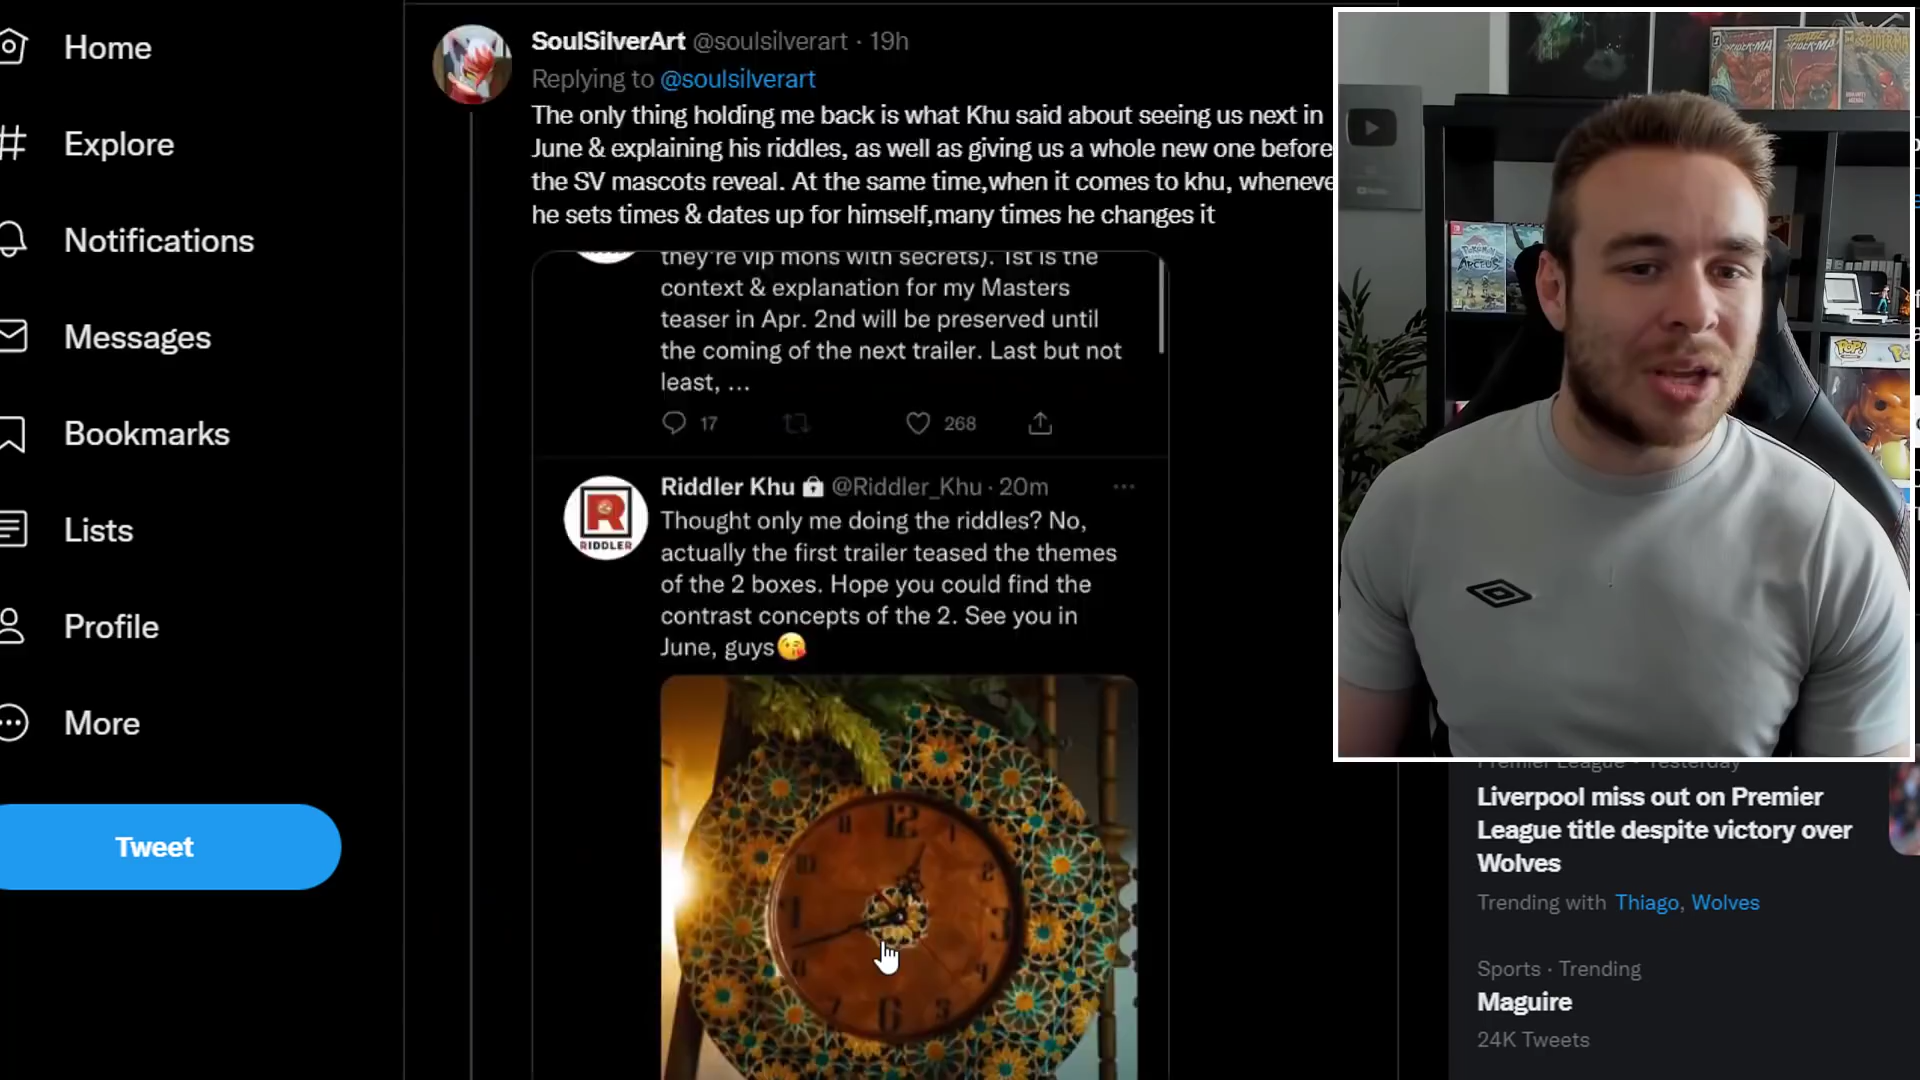 Home
Explore
Notifications
Messages
Bookmarks
Lists
Profile
More
Tweet
SoulSilverArt @soulsilverart · 19h
Replying to @soulsilverart
The only thing holding me back is what Khu said about seeing us next in
June & explaining his riddles, as well as giving us a whole new one before
the SV mascots reveal. At the same time,when it comes to khu, wheneve
he sets times & dates up for himself,many times he changes it
they're vip mons with secrets). 1st is the
context & explanation for my Masters
teaser in Apr. 2nd will be preserved until
the coming of the next trailer. Last but not
least, ...
17 268
Riddler Khu @Riddler_Khu · 20m
R
RIDDLER
Thought only me doing the riddles? No,
actually the first trailer teased the themes
of the 2 boxes. Hope you could find the
contrast concepts of the 2. See you in
June, guys😘
12
3
6
POKÉMON
ARCEUS
POP!
Premier League · Yesterday
Liverpool miss out on Premier
League title despite victory over
Wolves
Trending with Thiago, Wolves
Sports · Trending
Maguire
24K Tweets